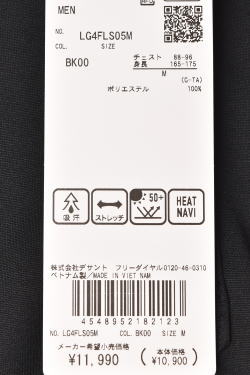 MEN
NO. LG4FLS05M
COL. SIZE
BK00
チェスト 88-96
身長 165-175
M
(G-TA)
ポリエステル 100%
吸汗
ストレッチ
50+
HEAT NAVI
株式会社デサント フリーダイヤル0120-46-0310
ベトナム製/MADE IN VIET NAM
4548952182123
NO. LG4FLS05M COL. BK00 SIZE M
メーカー希望小売価格 本体価格
¥11,990 (¥10,900)